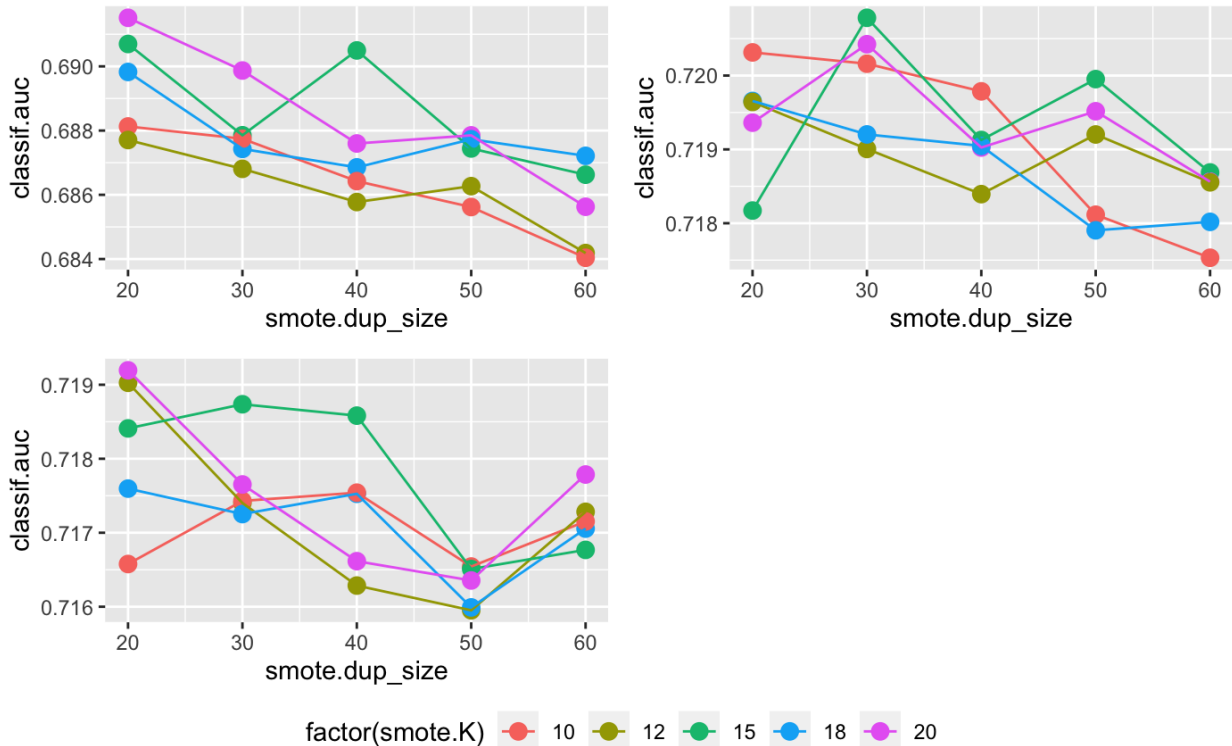 classif.auc
0.690
0.688
0.686
0.684
20 30 40 50 60
smote.dup_size
classif.auc
0.720
0.719
0.718
20 30 40 50 60
smote.dup_size
classif.auc
0.719
0.718
0.717
0.716
20 30 40 50 60
smote.dup_size
factor(smote.K) 10 12 15 18 20